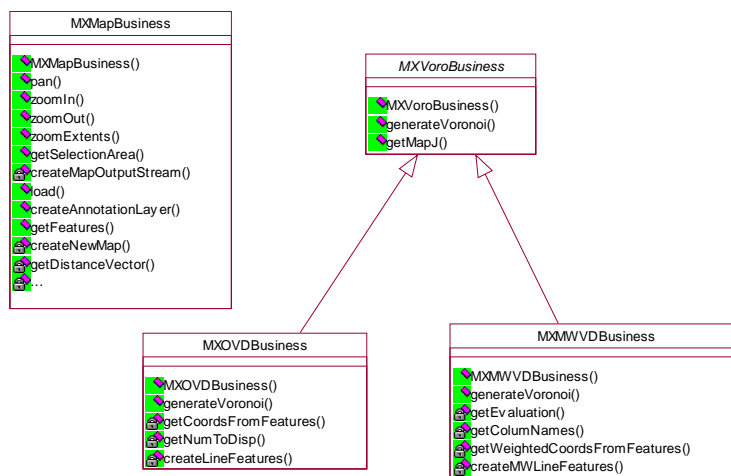 MXMapBusiness
MXMapBusiness()
pan()
zoomIn()
zoomOut()
zoomExtents()
getSelectionArea()
createMapOutputStream()
load()
createAnnotationLayer()
getFeatures()
createNewMap()
getDistanceVector()
...
MXVoroBusiness
MXVoroBusiness()
generateVoronoi()
getMapJ()
MXOVDBusiness
MXOVDBusiness()
generateVoronoi()
getCoordsFromFeatures()
getNumToDisp()
createLineFeatures()
MXMWVDBusiness
MXMWVDBusiness()
generateVoronoi()
getEvaluation()
getColumNames()
getWeightedCoordsFromFeatures()
createMWLineFeatures()